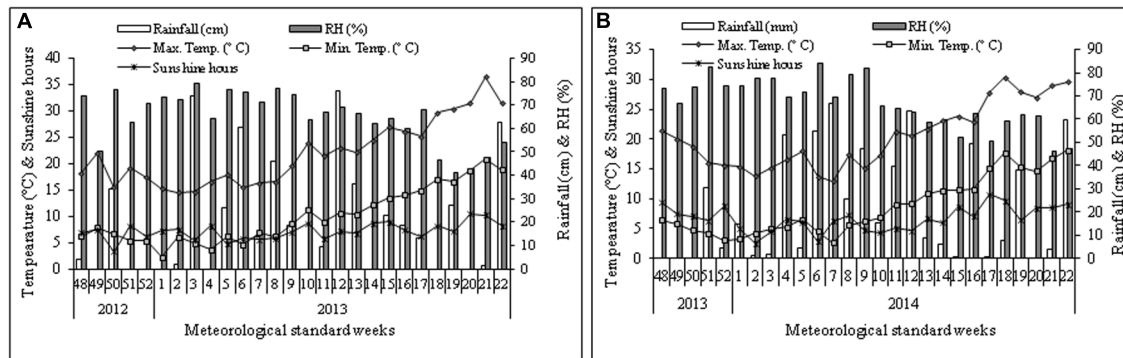 A
Rainfall (cm) RH (%)
Max. Temp. (° C) Min. Temp. (° C)
Sunshine hours
Tempearature (°C) & Sunshine hours
40
35
30
25
20
15
10
5
0
90
80
70
60
50
40
30
20
10
0
Rainfall (cm) & RH (%)
48 49 50 51 52 1 2 3 4 5 6 7 8 9 10 11 12 13 14 15 16 17 18 19 20 21 22
2012 2013
Meteorological standard weeks
B
Rainfall (mm) RH (%)
Max. Temp. (° C) Min. Temp. (° C)
Sunshine hours
Tempearature (°C) & Sunshine hours
35
30
25
20
15
10
5
0
90
80
70
60
50
40
30
20
10
0
Rainfall (cm) & RH (%)
48 49 50 51 52 1 2 3 4 5 6 7 8 9 10 11 12 13 14 15 16 17 18 19 20 21 22
2013 2014
Meteorological standard weeks